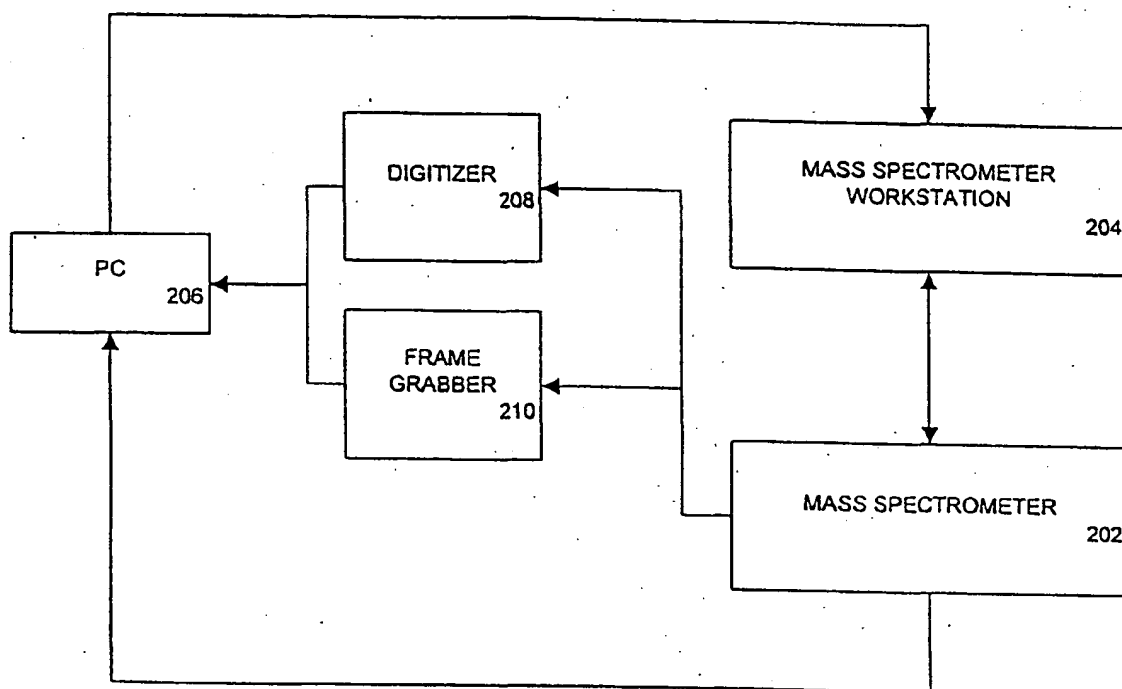 DIGITIZER
208
MASS SPECTROMETER
WORKSTATION
204
PC
206
FRAME
GRABBER
210
MASS SPECTROMETER
202